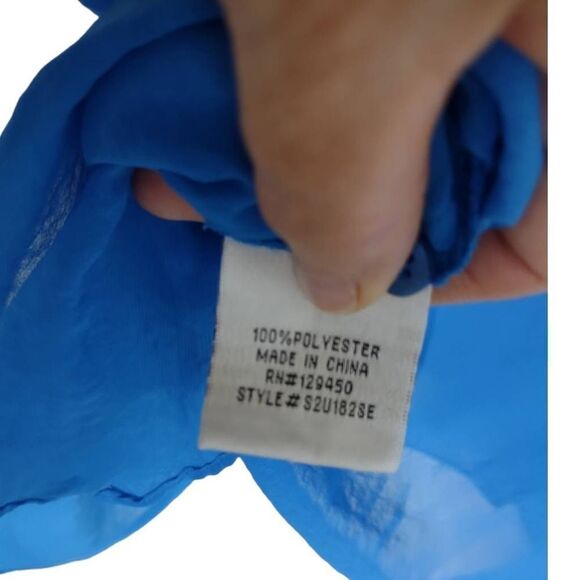 100%POLYESTER
MADE IN CHINA
RN#129450
STYLE# S2U182SE